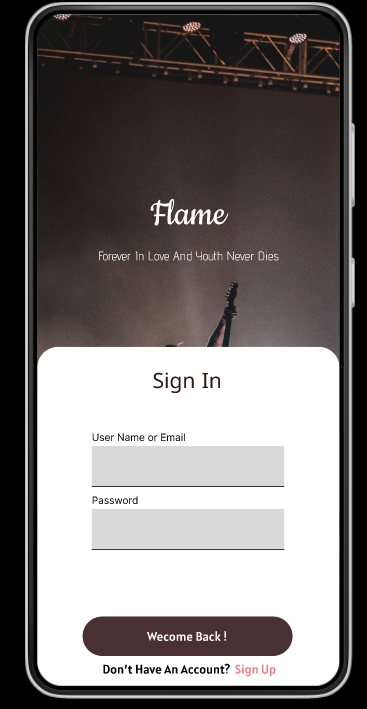 Flame
Forever In Love And Youth Never Dies
Sign In
User Name or Email
Password
Wecome Back !
Don't Have An Account? Sign Up